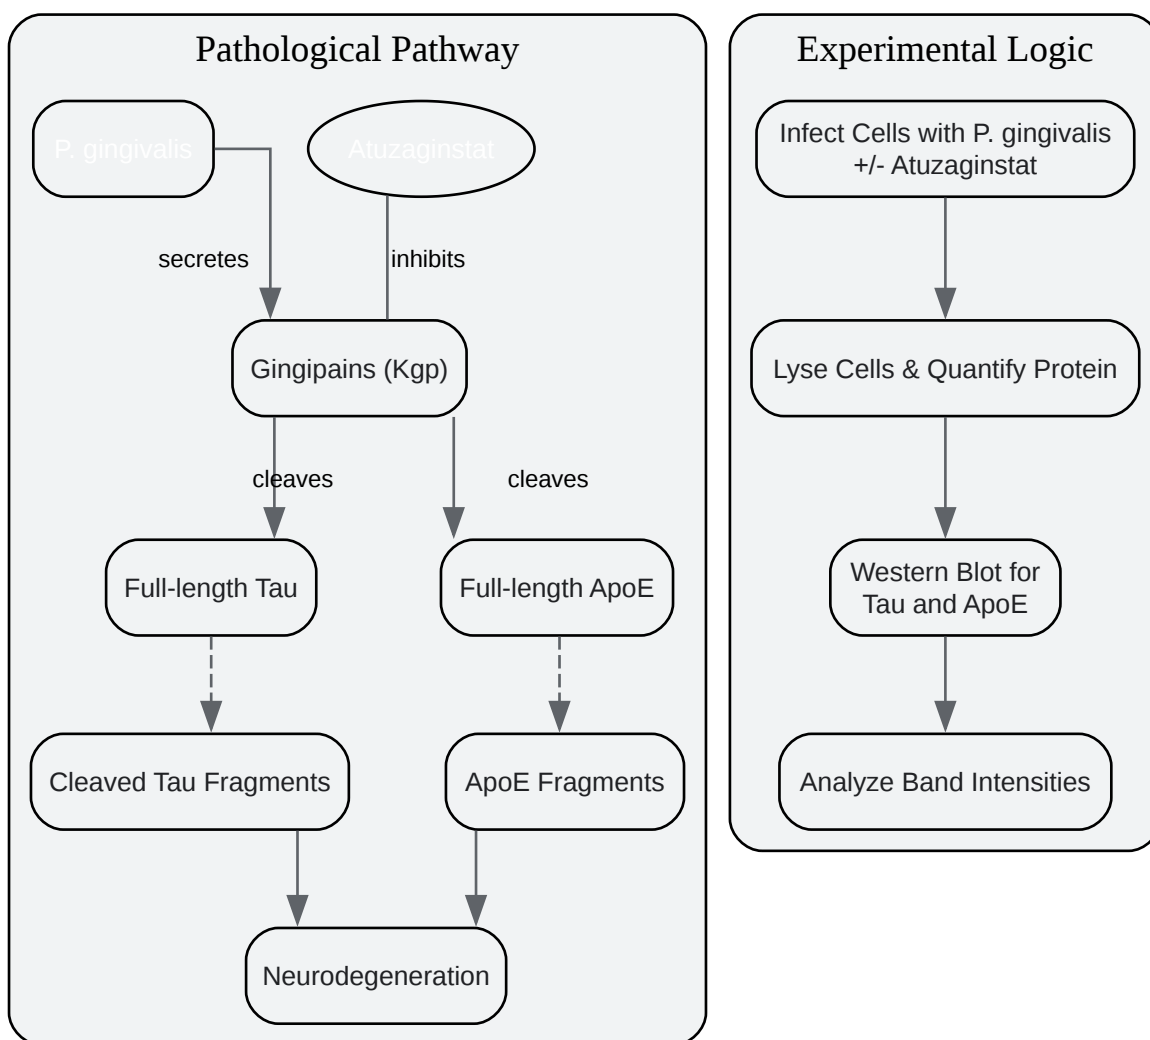 Pathological Pathway
P. gingivalis
Atuzaginstat
secretes
inhibits
Gingipains (Kgp)
cleaves
cleaves
Full-length Tau
Full-length ApoE
Cleaved Tau Fragments
ApoE Fragments
Neurodegeneration
Experimental Logic
Infect Cells with P. gingivalis
+/- Atuzaginstat
Lyse Cells & Quantify Protein
Western Blot for
Tau and ApoE
Analyze Band Intensities